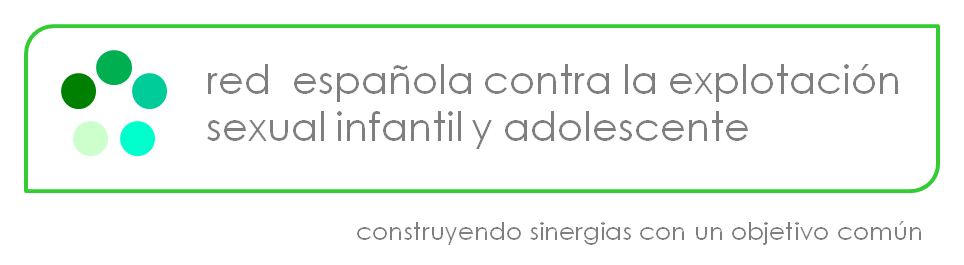 red española contra la explotación
sexual infantil y adolescente
construyendo sinergias con un objetivo común